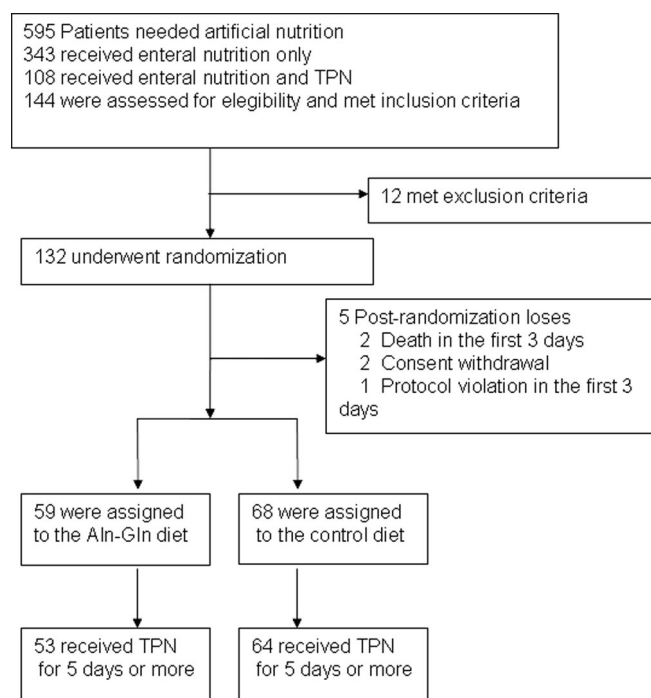 595 Patients needed artificial nutrition
343 received enteral nutrition only
108 received enteral nutrition and TPN
144 were assessed for elegibility and met inclusion criteria
12 met exclusion criteria
132 underwent randomization
5 Post-randomization loses
2 Death in the first 3 days
2 Consent withdrawal
1 Protocol violation in the first 3
days
59 were assigned
to the Aln-Gln diet
68 were assigned
to the control diet
53 received TPN
for 5 days or more
64 received TPN
for 5 days or more